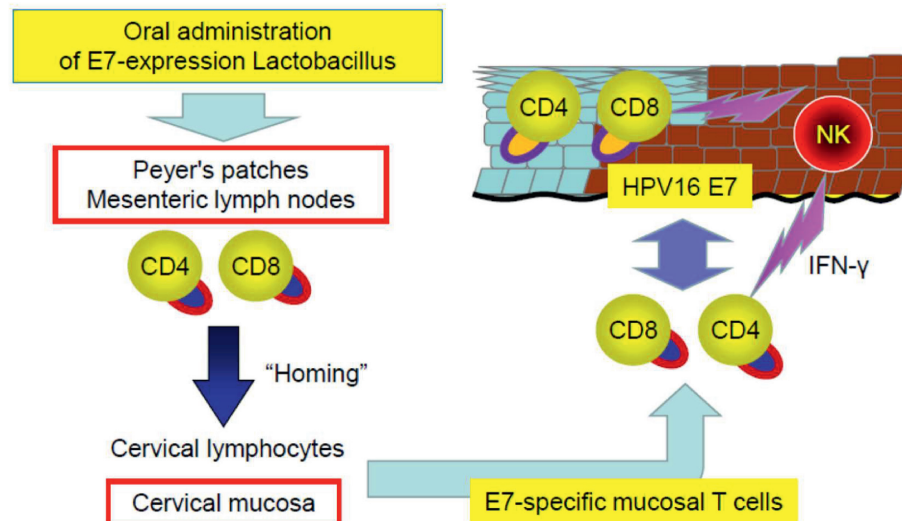 Oral administration
of E7-expression Lactobacillus
Peyer's patches
Mesenteric lymph nodes
CD4
CD8
“Homing”
Cervical lymphocytes
Cervical mucosa
CD4
CD8
NK
HPV16 E7
IFN-γ
CD8
CD4
E7-specific mucosal T cells